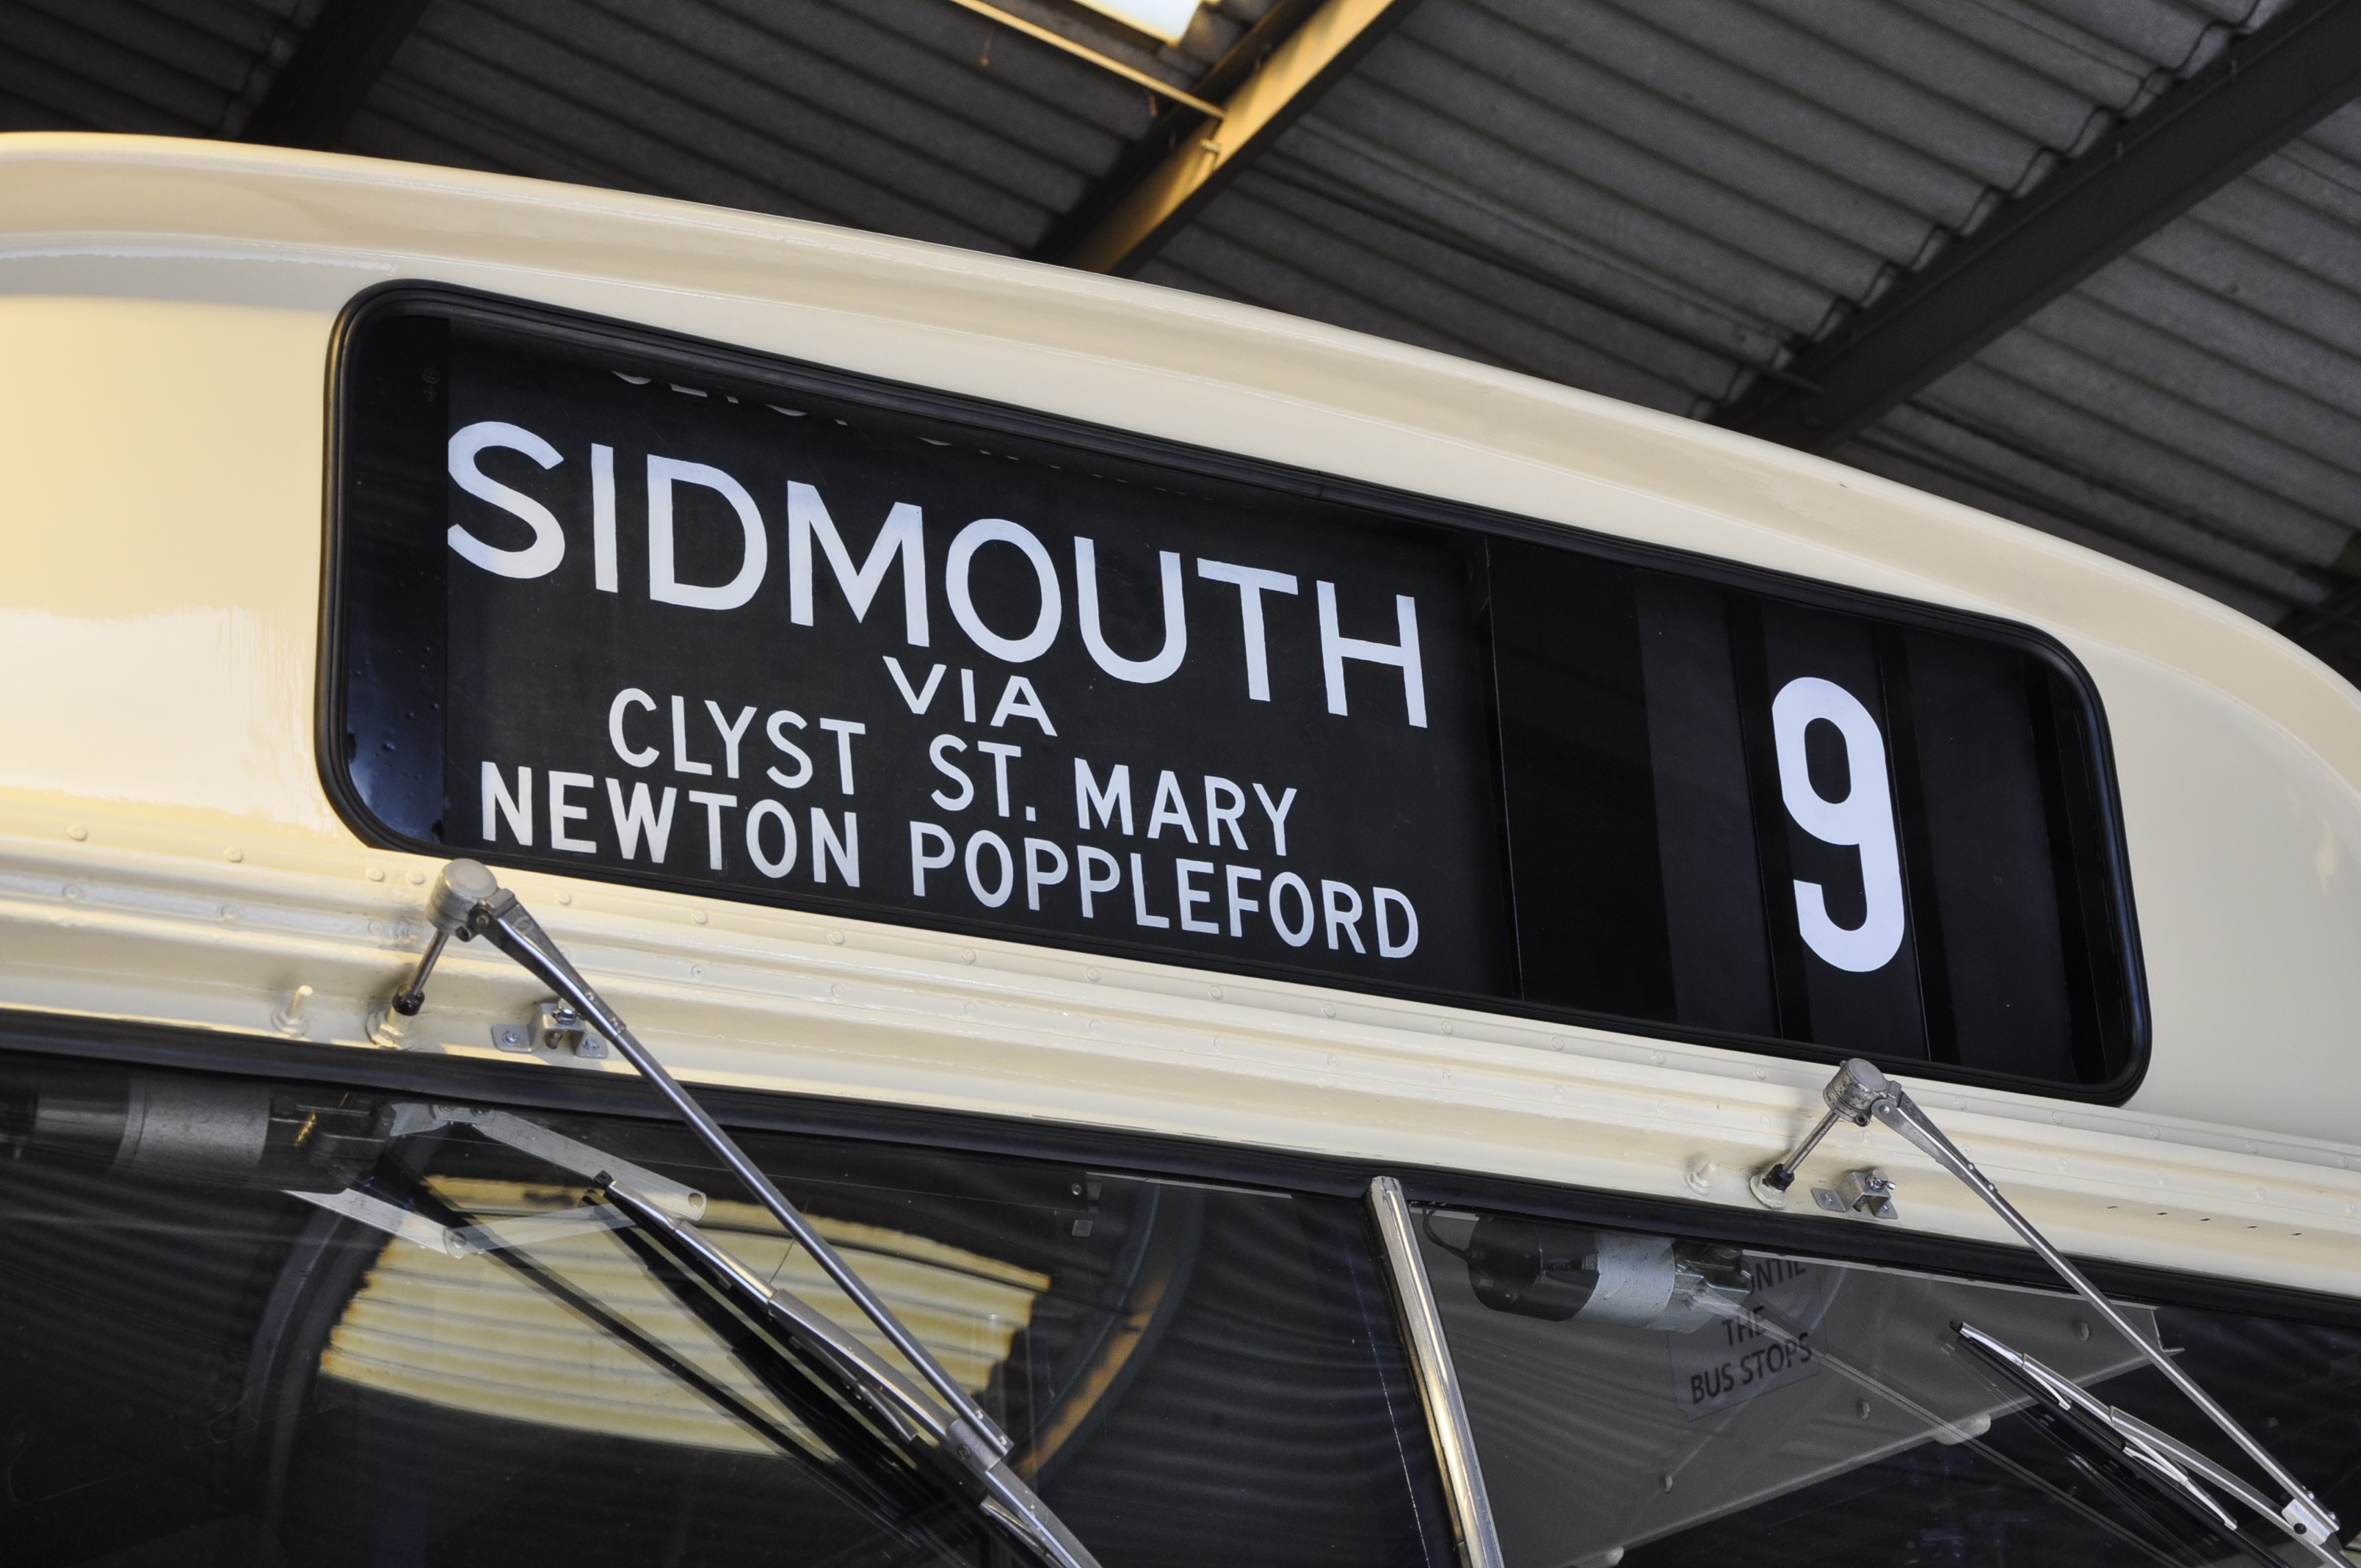 SIDMOUTH
VIA
CLYST ST. MARY
NEWTON POPPLEFORD
9
THE
BUS STOPS